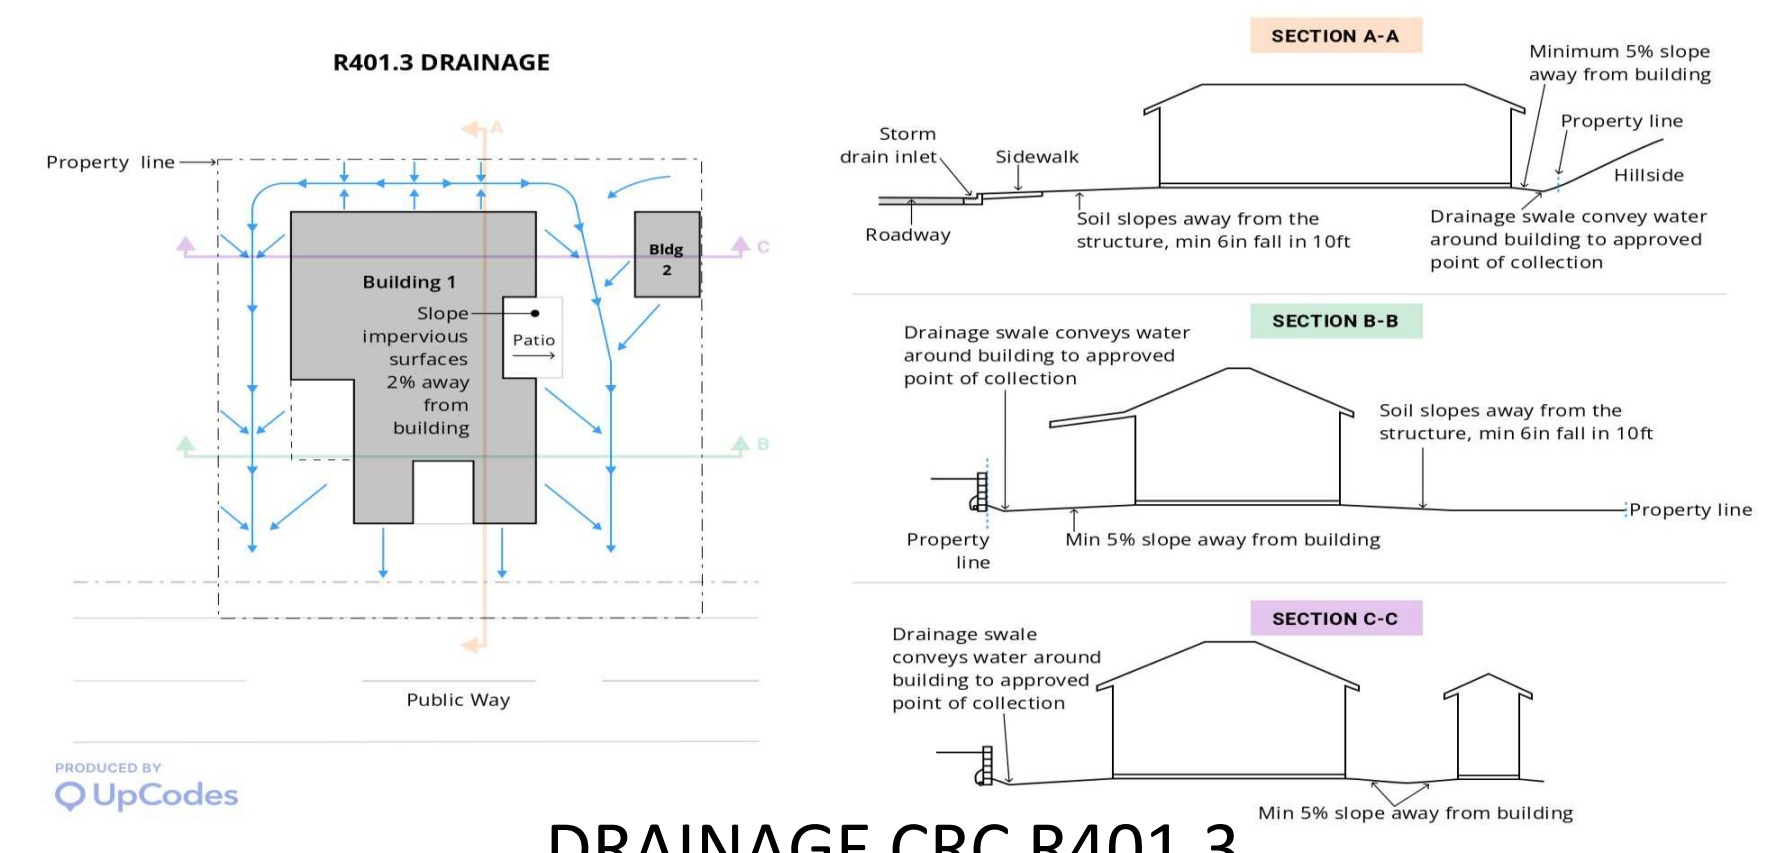 R401.3 DRAINAGE
A
Property line
C
Bldg
2
Building 1
Slope
impervious
surfaces
2% away
from
building
Patio
B
Public Way
PRODUCED BY
UpCodes
SECTION A-A
Minimum 5% slope
away from building
Property line
Storm
drain inlet
Sidewalk
Hillside
Roadway
Soil slopes away from the
structure, min 6in fall in 10ft
Drainage swale convey water
around building to approved
point of collection
SECTION B-B
Drainage swale conveys water
around building to approved
point of collection
Soil slopes away from the
structure, min 6in fall in 10ft
Property line
Property
line
Min 5% slope away from building
SECTION C-C
Drainage swale
conveys water around
building to approved
point of collection
Min 5% slope away from building
DRAINAGE CRC R401.3